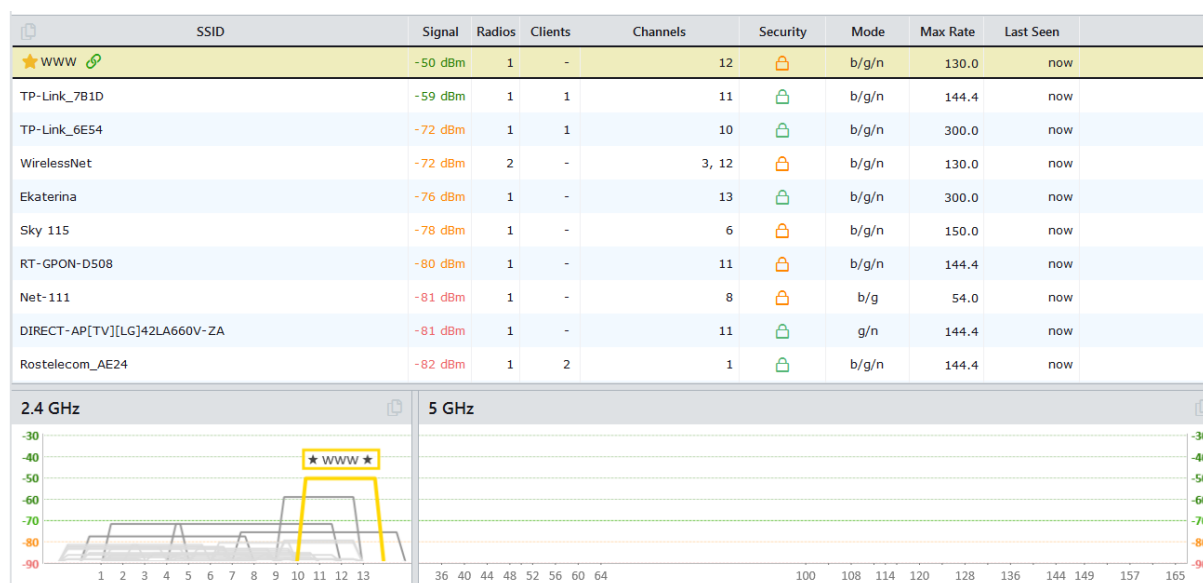 SSID Signal Radios Clients Channels Security Mode Max Rate Last Seen
WWW -50 dBm 1 - 12 b/g/n 130.0 now
TP-Link_7B1D -59 dBm 1 1 11 b/g/n 144.4 now
TP-Link_6E54 -72 dBm 1 1 10 b/g/n 300.0 now
WirelessNet -72 dBm 2 - 3, 12 b/g/n 130.0 now
Ekaterina -76 dBm 1 - 13 b/g/n 300.0 now
Sky 115 -78 dBm 1 - 6 b/g/n 150.0 now
RT-GPON-D508 -80 dBm 1 - 11 b/g/n 144.4 now
Net-111 -81 dBm 1 - 8 b/g 54.0 now
DIRECT-AP[TV][LG]42LA660V-ZA -81 dBm 1 - 11 g/n 144.4 now
Rostelecom_AE24 -82 dBm 1 2 1 b/g/n 144.4 now
2.4 GHz 5 GHz
-30
-40 ★ WWW ★
-50
-60
-70
-80
-90
1 2 3 4 5 6 7 8 9 10 11 12 13 36 40 44 48 52 56 60 64 100 108 114 120 128 136 144 149 157 165